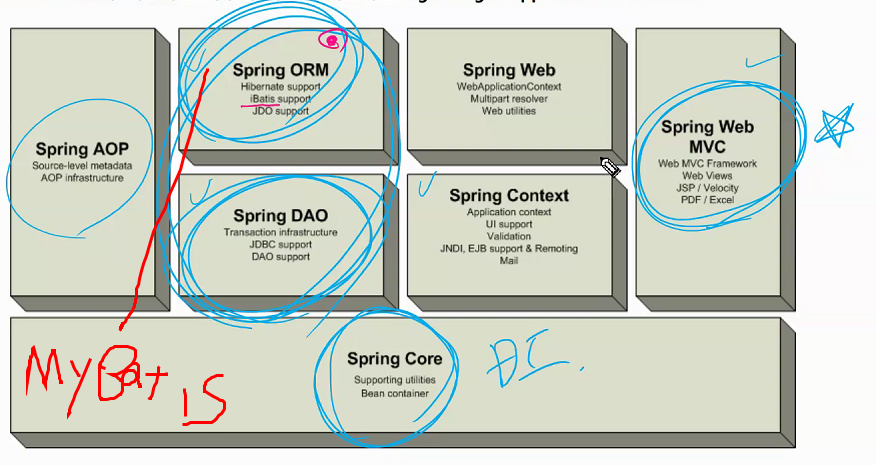 Spring AOP
Source-level metadata
AOP infrastructure
Spring ORM
Hibernate support
iBatis support
JDO support
Spring Web
WebApplicationContext
Multipart resolver
Web utilities
Spring Web
MVC
Web MVC Framework
Web Views
JSP / Velocity
PDF / Excel
Spring DAO
Transaction infrastructure
JDBC support
DAO support
Spring Context
Application context
UI support
Validation
JNDI, EJB support & Remoting
Mail
Spring Core
Supporting utilities
Bean container
MyBatis
DI